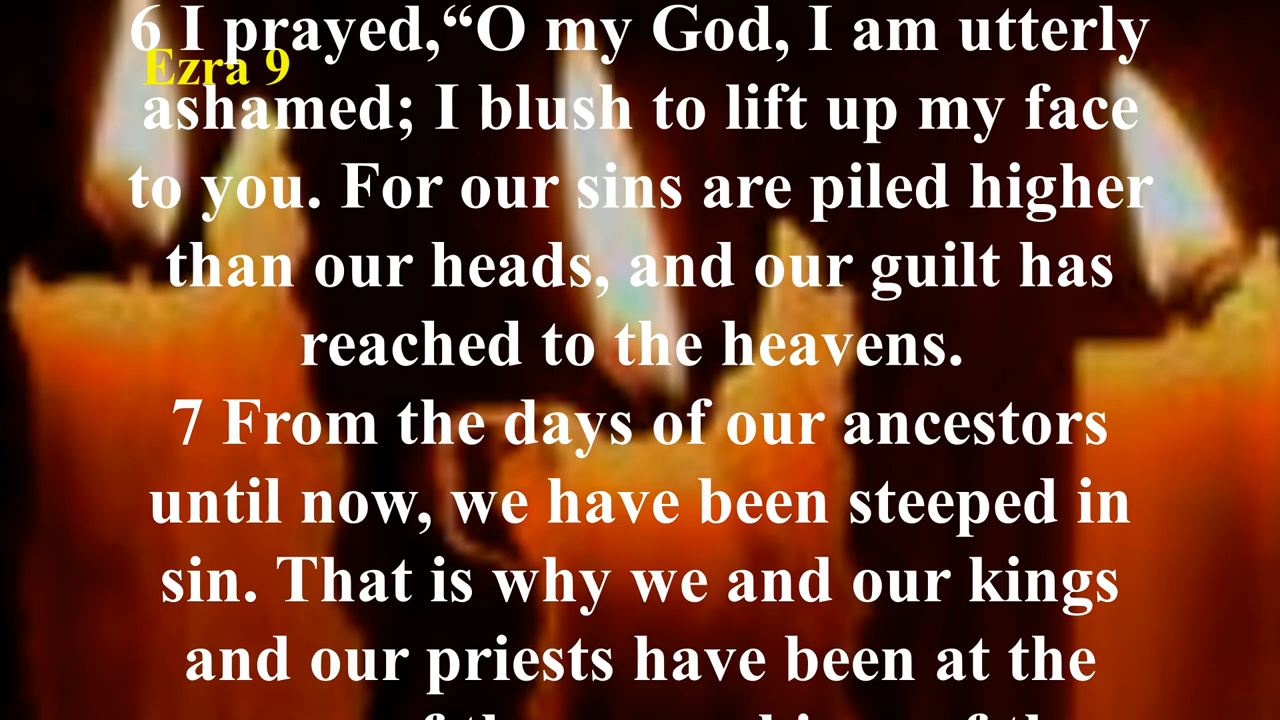 6 I prayed,“O my God, I am utterly
Ezra 9
ashamed; I blush to lift up my face
to you. For our sins are piled higher
than our heads, and our guilt has
reached to the heavens.
7 From the days of our ancestors
until now, we have been steeped in
sin. That is why we and our kings
and our priests have been at the